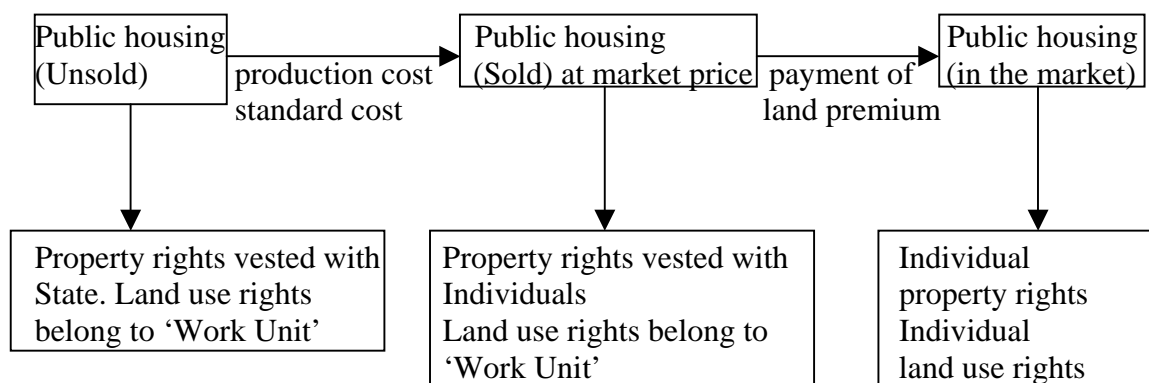 Public housing
(Unsold)
production cost
standard cost
Public housing
(Sold) at market price
payment of
land premium
Public housing
(in the market)
Property rights vested with
State. Land use rights
belong to ‘Work Unit’
Property rights vested with
Individuals
Land use rights belong to
‘Work Unit’
Individual
property rights
Individual
land use rights